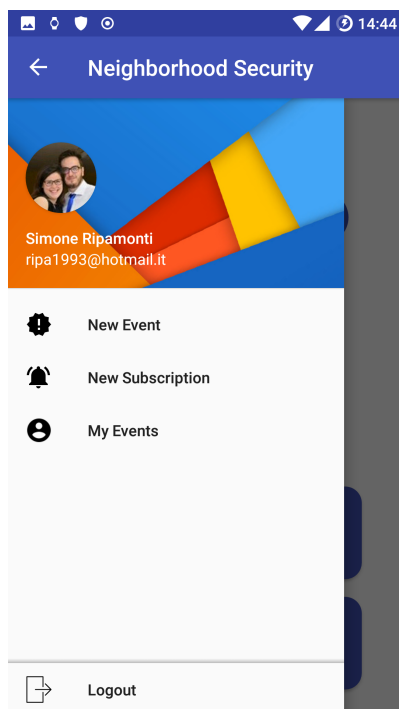 14:44
Neighborhood Security
Simone Ripamonti
ripa1993@hotmail.it
New Event
New Subscription
My Events
Logout